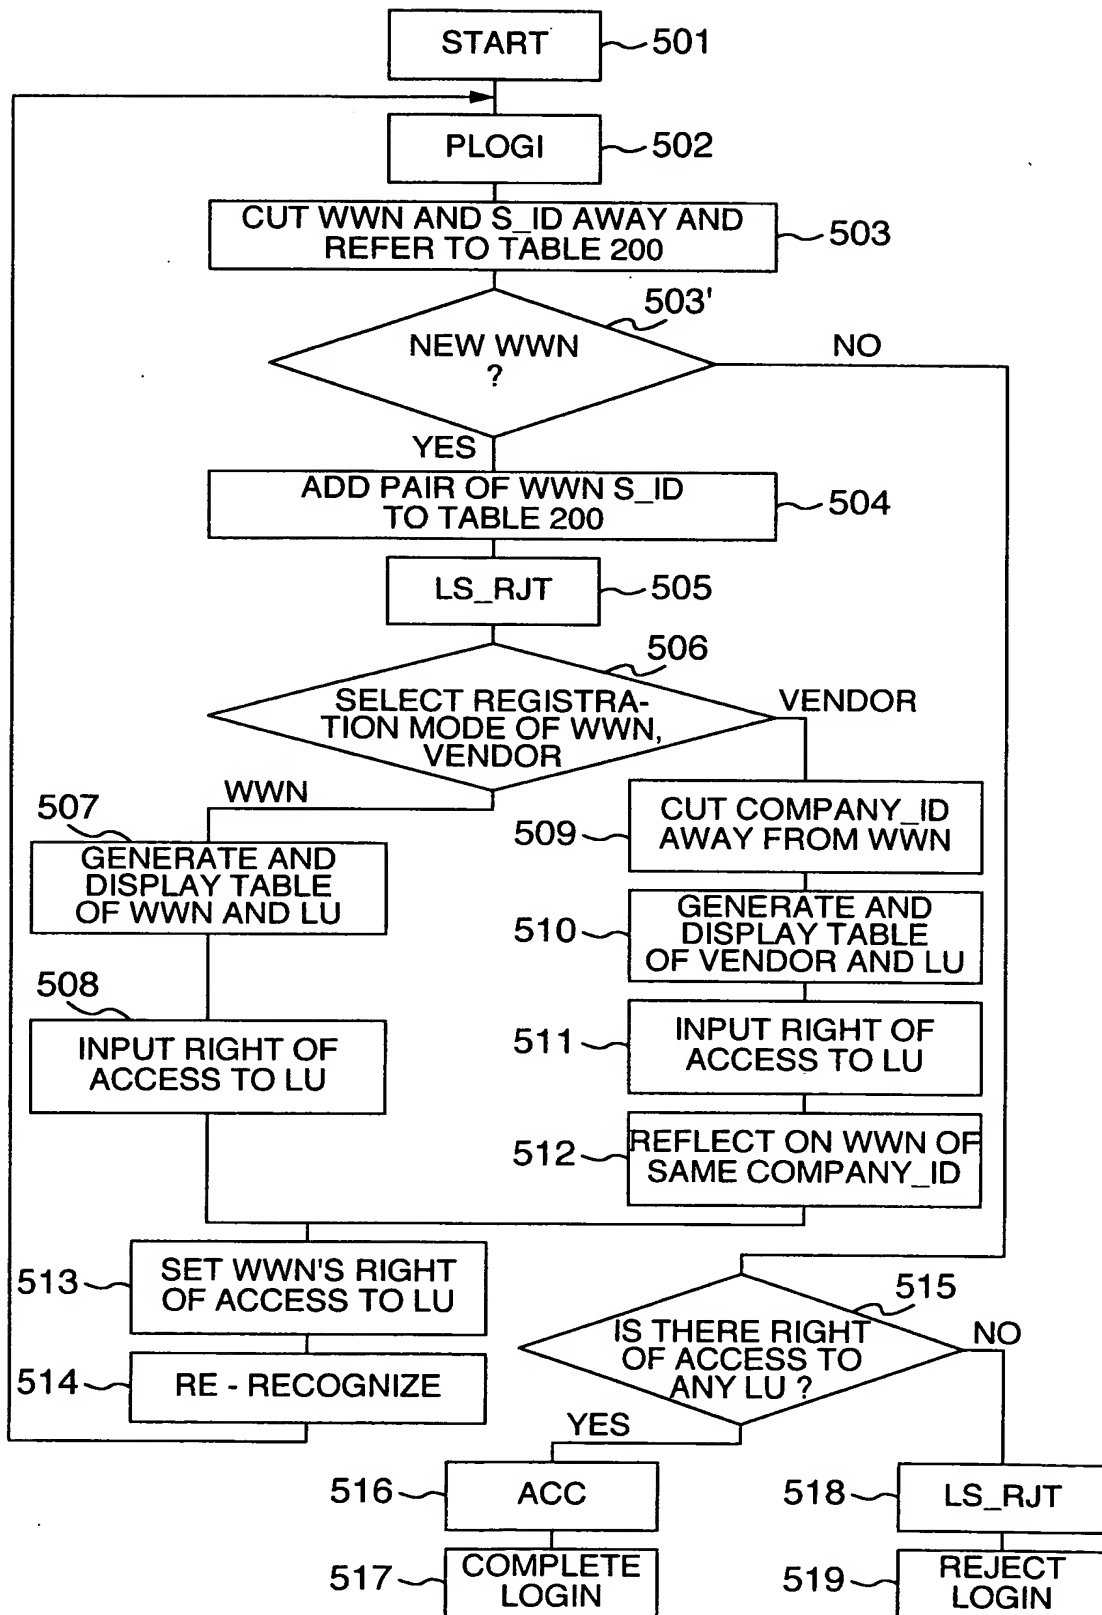 START
501
PLOGI
502
CUT WWN AND S_ID AWAY AND
REFER TO TABLE 200
503
503'
NEW WWN
?
NO
YES
ADD PAIR OF WWN S_ID
TO TABLE 200
504
LS_RJT
505
506
SELECT REGISTRA-
TION MODE OF WWN,
VENDOR
VENDOR
WWN
507
GENERATE AND
DISPLAY TABLE
OF WWN AND LU
508
INPUT RIGHT OF
ACCESS TO LU
509
CUT COMPANY_ID
AWAY FROM WWN
510
GENERATE AND
DISPLAY TABLE
OF VENDOR AND LU
511
INPUT RIGHT OF
ACCESS TO LU
512
REFLECT ON WWN OF
SAME COMPANY_ID
513
SET WWN'S RIGHT
OF ACCESS TO LU
514
RE - RECOGNIZE
515
IS THERE RIGHT
OF ACCESS TO
ANY LU ?
NO
YES
516
ACC
517
COMPLETE
LOGIN
518
LS_RJT
519
REJECT
LOGIN